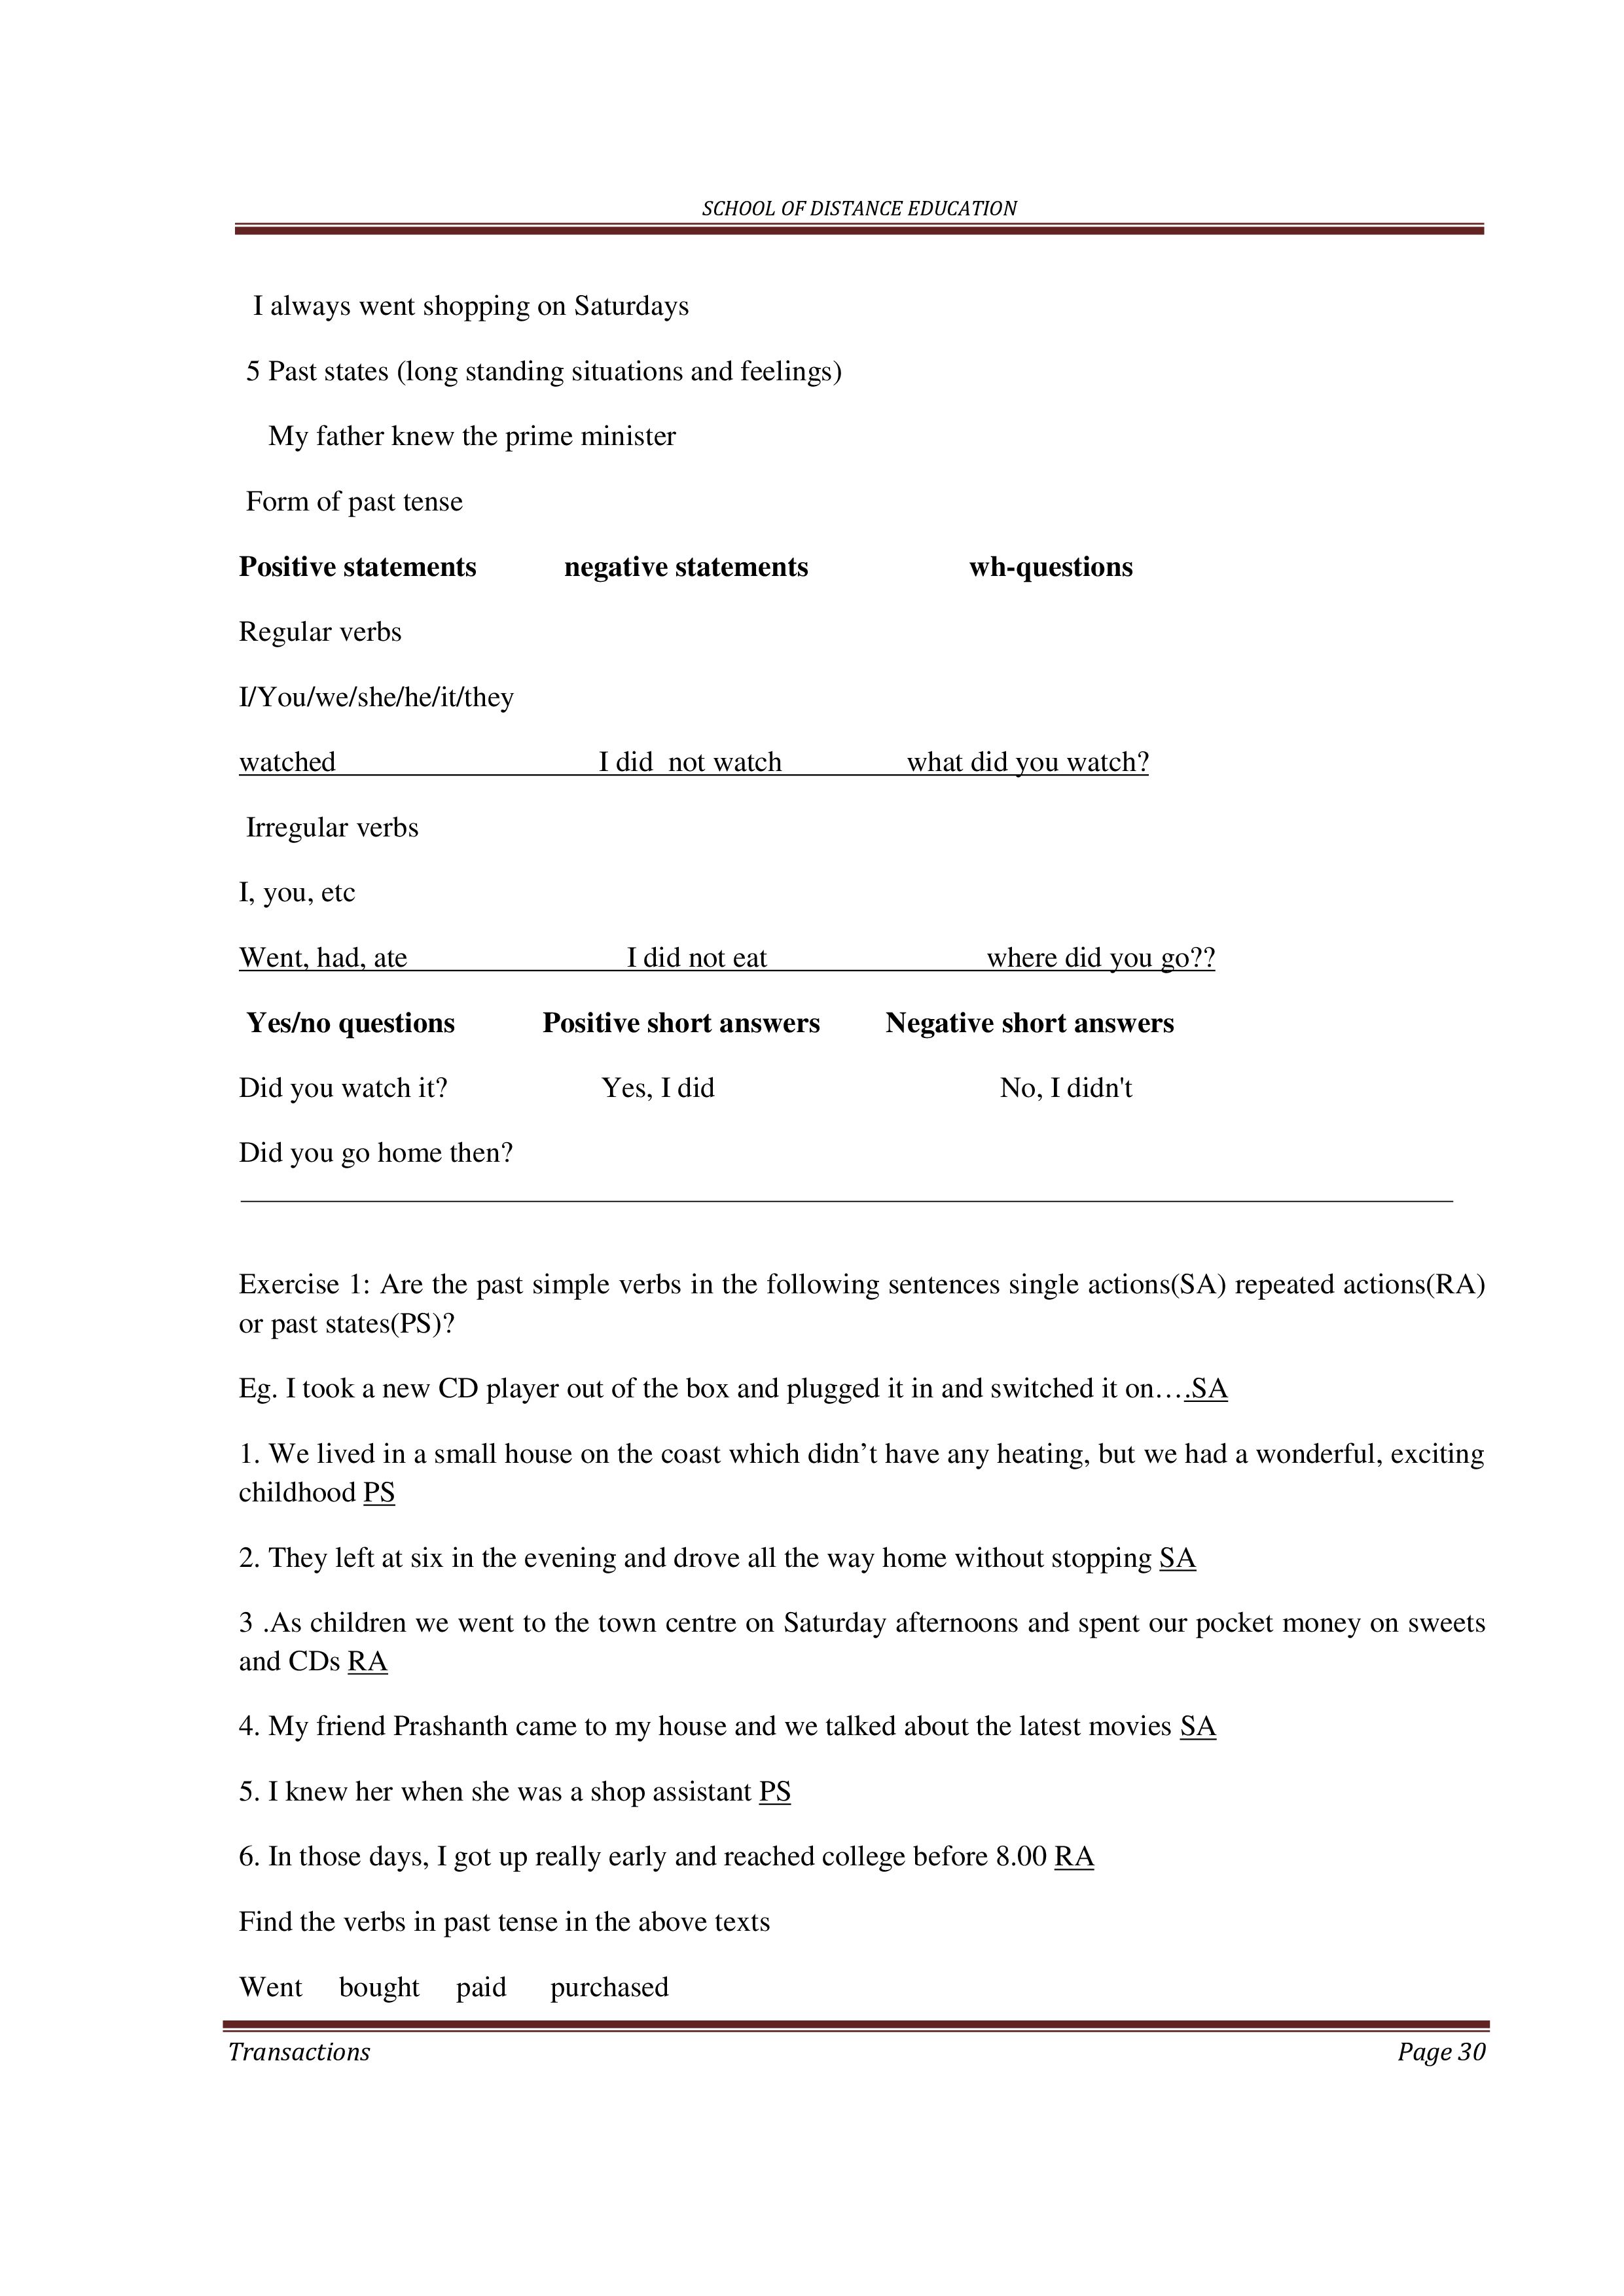 SCHOOL OF DISTANCE EDUCATION
I always went shopping on Saturdays
5 Past states (long standing situations and feelings)
My father knew the prime minister
Form of past tense
Positive statements negative statements wh-questions
Regular verbs
I/You/we/she/he/it/they
watched I did not watch what did you watch?
Irregular verbs
I, you, etc
Went, had, ate I did not eat where did you go??
Yes/no questions Positive short answers Negative short answers
Did you watch it? Yes, I did No, I didn't
Did you go home then?
Exercise 1: Are the past simple verbs in the following sentences single actions(SA) repeated actions(RA)
or past states(PS)?
Eg. I took a new CD player out of the box and plugged it in and switched it on….SA
1. We lived in a small house on the coast which didn’t have any heating, but we had a wonderful, exciting
childhood PS
2. They left at six in the evening and drove all the way home without stopping SA
3 .As children we went to the town centre on Saturday afternoons and spent our pocket money on sweets
and CDs RA
4. My friend Prashanth came to my house and we talked about the latest movies SA
5. I knew her when she was a shop assistant PS
6. In those days, I got up really early and reached college before 8.00 RA
Find the verbs in past tense in the above texts
Went bought paid purchased
Transactions Page 30